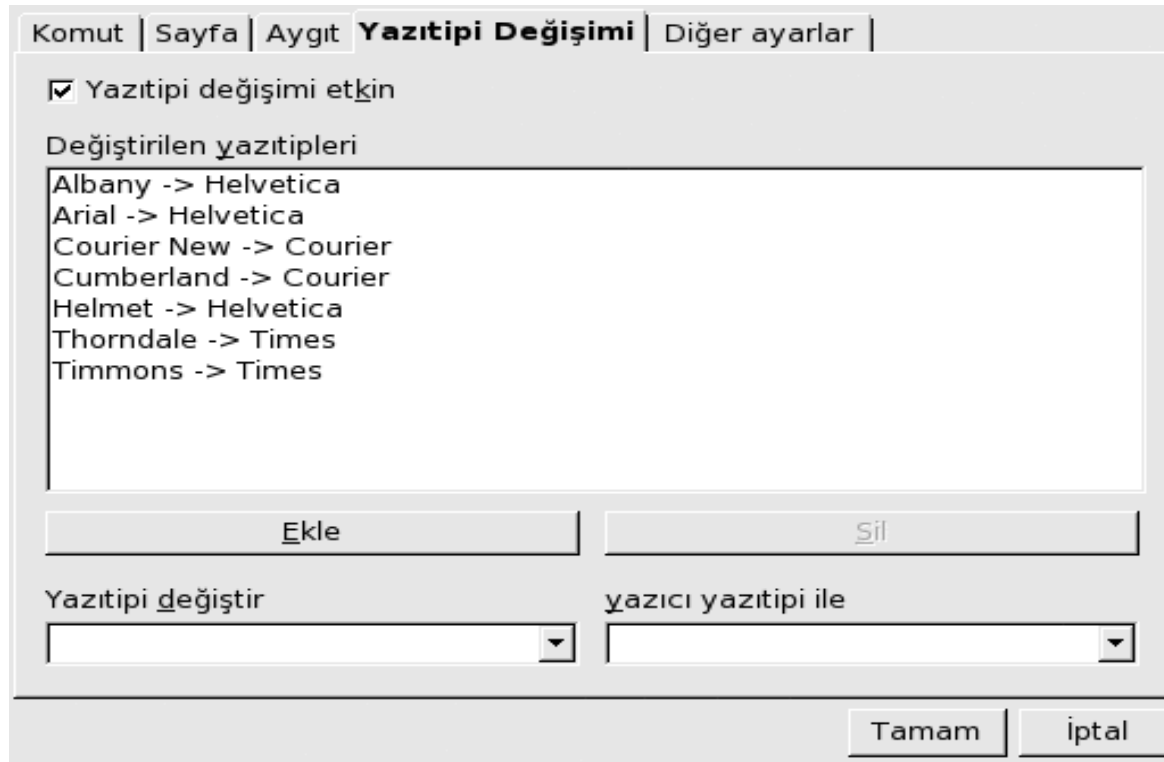 Komut Sayfa Aygıt Yazıtipi Değişimi Diğer ayarlar
Yazıtipi değişimi etkin
Değiştirilen yazıtipleri
Albany -> Helvetica
Arial -> Helvetica
Courier New -> Courier
Cumberland -> Courier
Helmet -> Helvetica
Thorndale -> Times
Timmons -> Times
Ekle Sil
Yazıtipi değiştir yazıcı yazıtipi ile
Tamam İptal